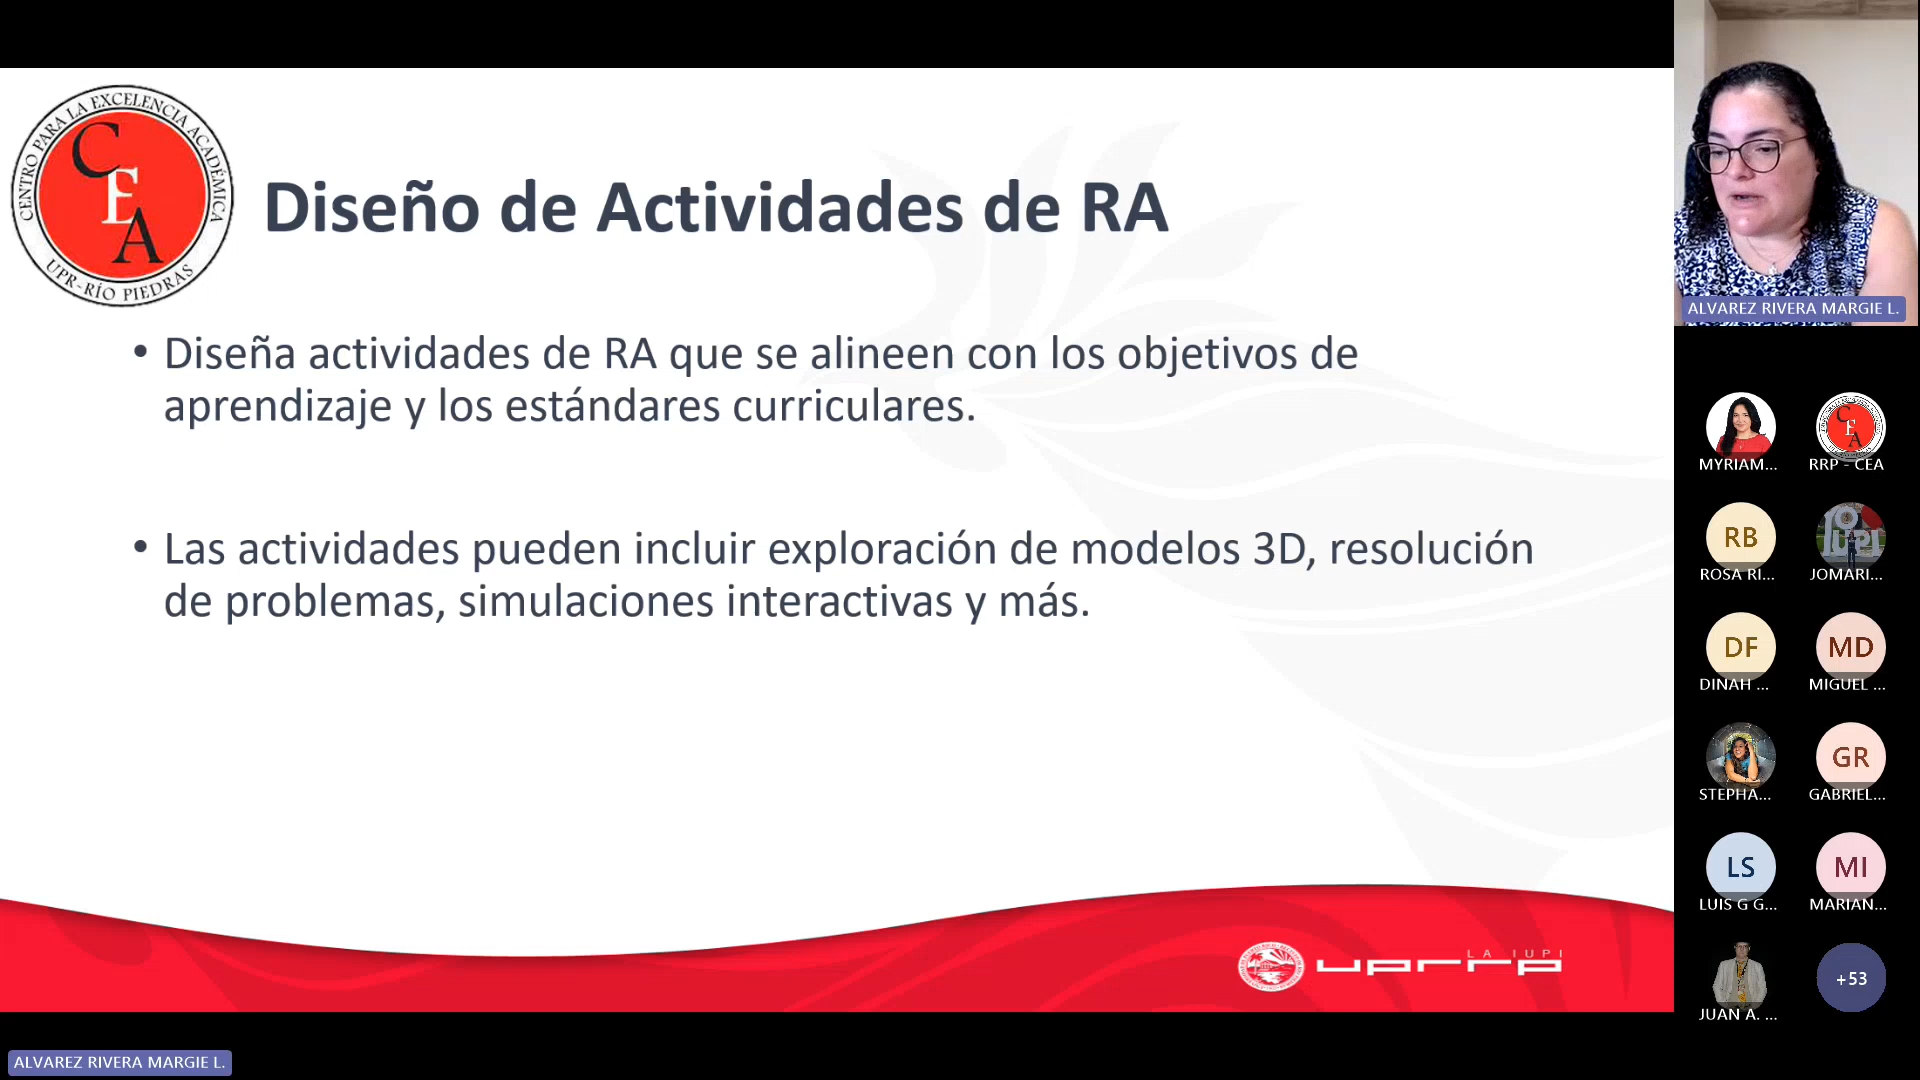 CENTRO PARA LA EXCELENCIA ACADÉMICA
CEA
UPR-RÍO PIEDRAS
Diseño de Actividades de RA
• Diseña actividades de RA que se alineen con los objetivos de
aprendizaje y los estándares curriculares.
• Las actividades pueden incluir exploración de modelos 3D, resolución
de problemas, simulaciones interactivas y más.
LA IUPI
uprrp
ALVAREZ RIVERA MARGIE L.
ALVAREZ RIVERA MARGIE L.
CEA
MYRIAM...
RRP - CEA
RB
IUPI
ROSA RI...
JOMARI...
DF
MD
DINAH ...
MIGUEL ...
GR
STEPHA...
GABRIEL...
LS
MI
LUIS G G...
MARIAN...
+53
JUAN A. ...